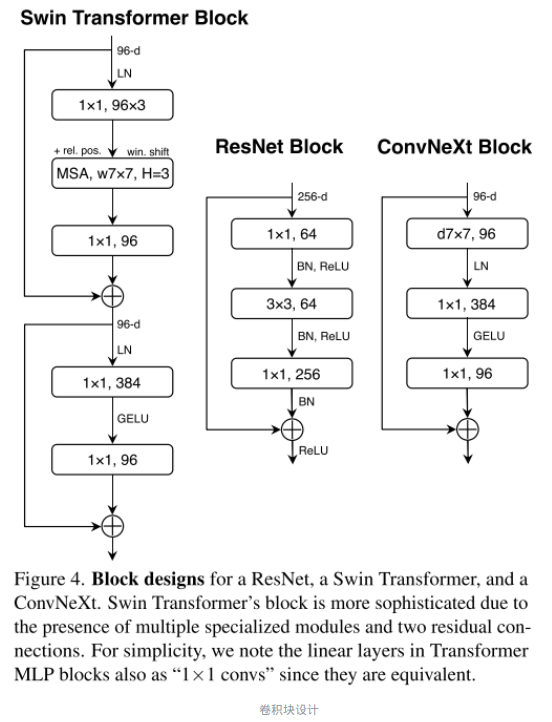 Swin Transformer Block
96-d
LN
1×1, 96×3
+ rel. pos.
win. shift
MSA, w7×7, H=3
1×1, 96
96-d
LN
1×1, 384
GELU
1×1, 96
ResNet Block
256-d
1×1, 64
BN, ReLU
3×3, 64
BN, ReLU
1×1, 256
BN
ReLU
ConvNeXt Block
96-d
d7×7, 96
LN
1×1, 384
GELU
1×1, 96
Figure 4. Block designs for a ResNet, a Swin Transformer, and a
ConvNeXt. Swin Transformer's block is more sophisticated due to
the presence of multiple specialized modules and two residual con-
nections. For simplicity, we note the linear layers in Transformer
MLP blocks also as “1×1 convs” since they are equivalent.
卷积块设计